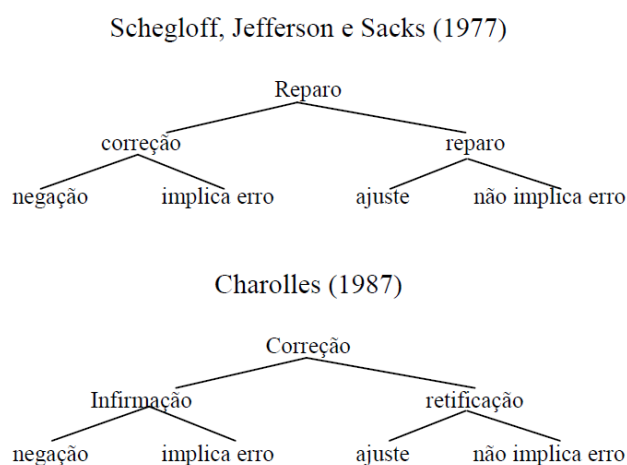 Schegloff, Jefferson e Sacks (1977)
Reparo
correção reparo
negação implica erro ajuste não implica erro
Charolles (1987)
Correção
Infirmação retificação
negação implica erro ajuste não implica erro